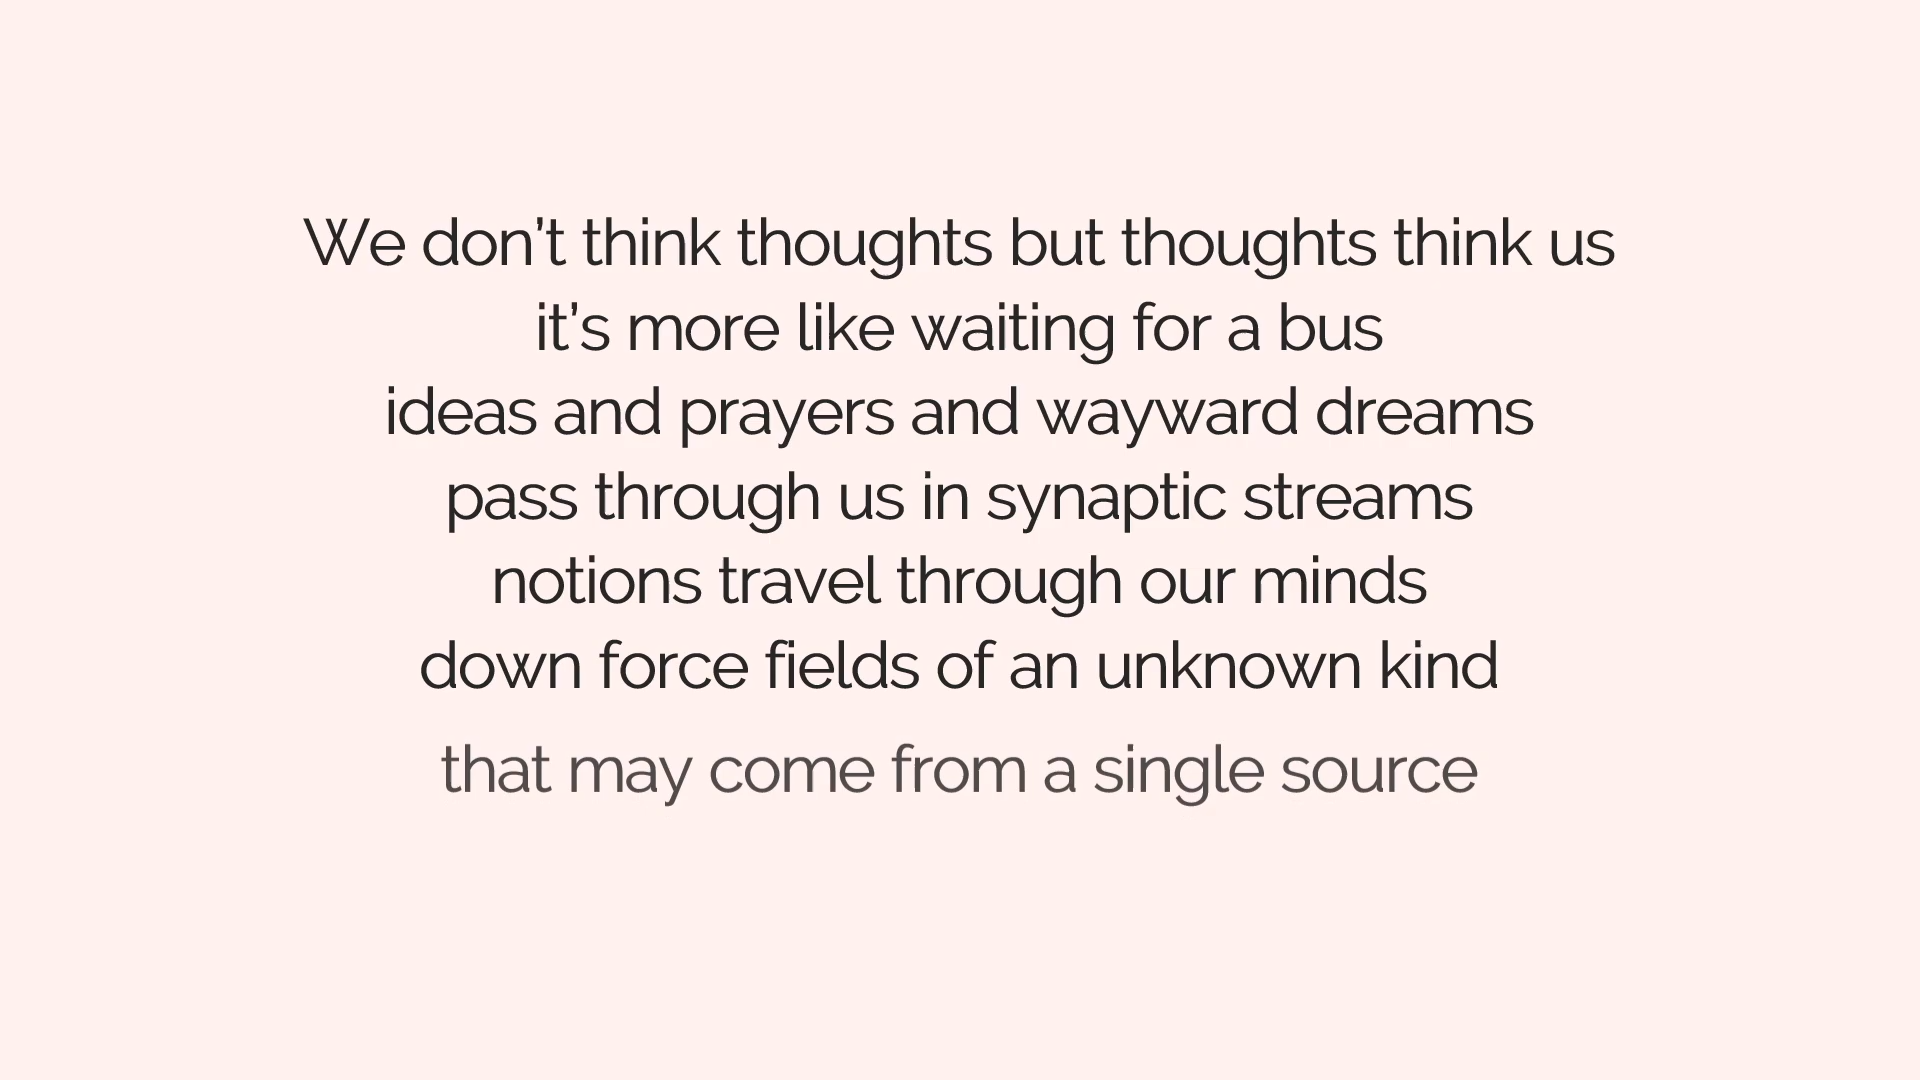 We don’t think thoughts but thoughts think us
it’s more like waiting for a bus
ideas and prayers and wayward dreams
pass through us in synaptic streams
notions travel through our minds
down force fields of an unknown kind
that may come from a single source